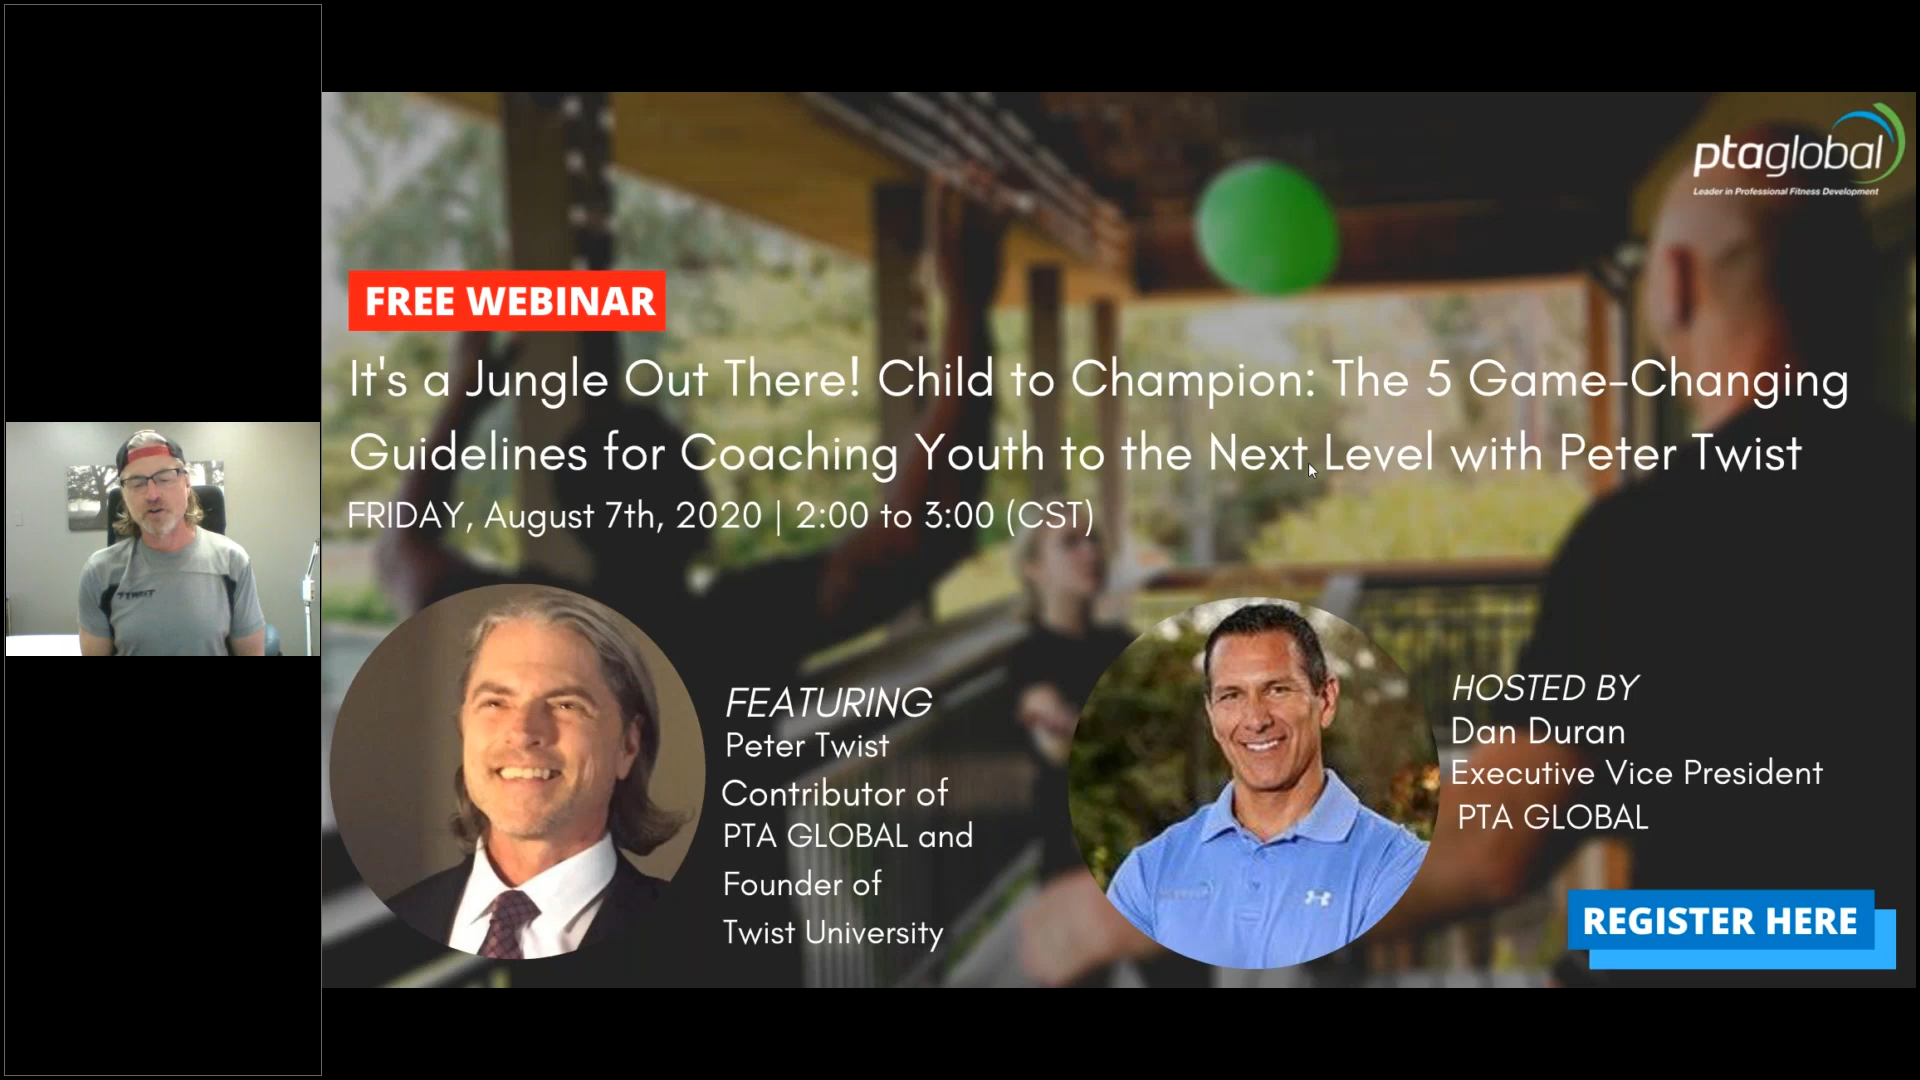 ptaglobal
Leader in Professional Fitness Development
FREE WEBINAR
It's a Jungle Out There! Child to Champion: The 5 Game-Changing
Guidelines for Coaching Youth to the Next Level with Peter Twist
FRIDAY, August 7th, 2020 | 2:00 to 3:00 (CST)
TWIST
FEATURING
Peter Twist
Contributor of
PTA GLOBAL and
Founder of
Twist University
HOSTED BY
Dan Duran
Executive Vice President
PTA GLOBAL
REGISTER HERE